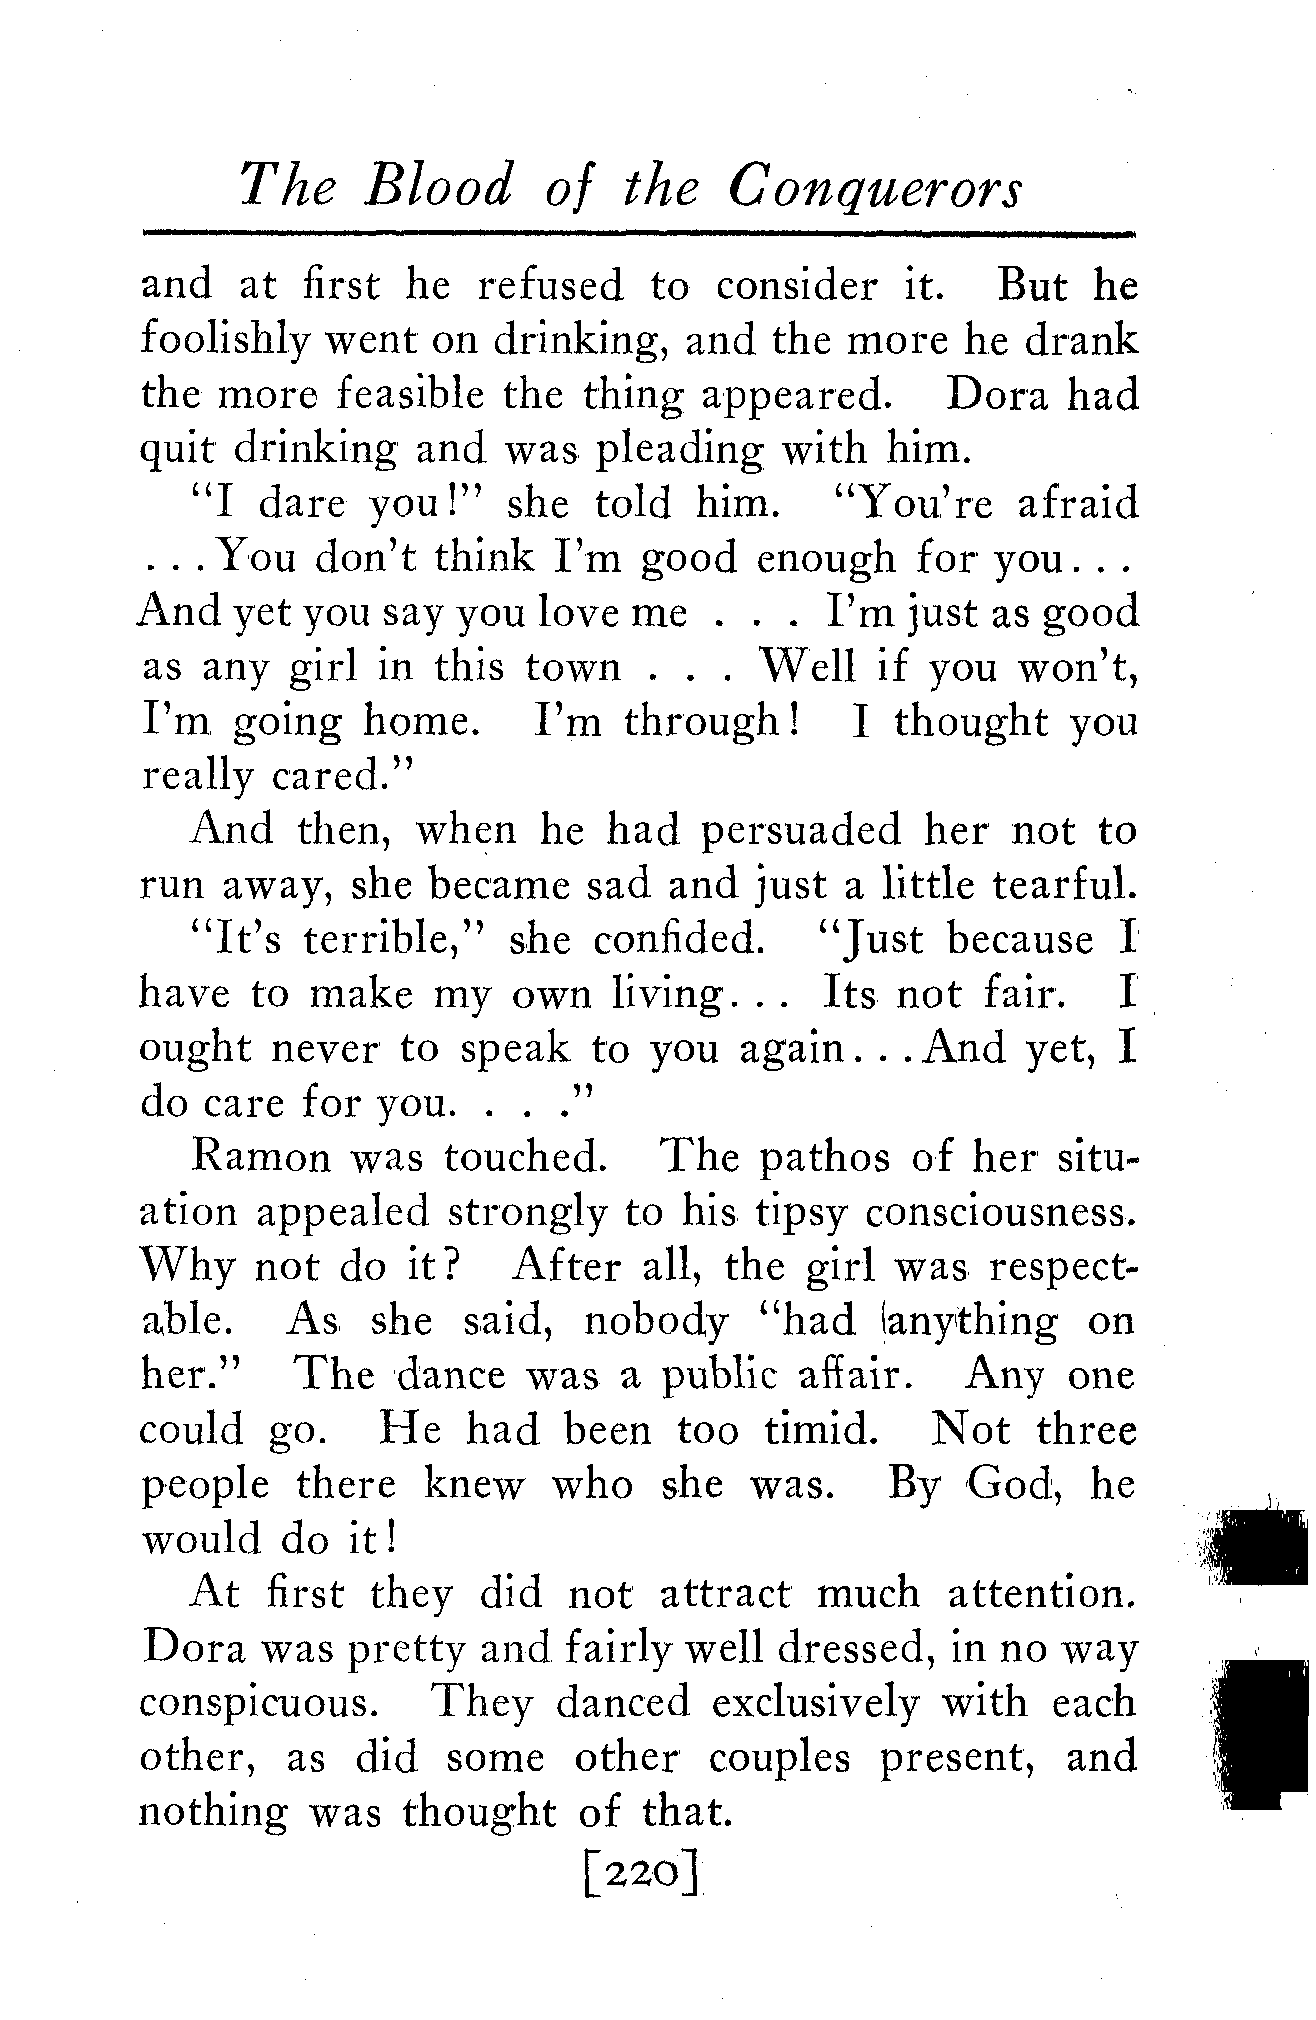 The Blood of the Conquerors
and at first he refused to consider it. But he
foolishly went on drinking, and the more he drank
the more feasible the thing appeared. Dora had
quit drinking and was pleading with him.
"I dare you!" she told him. "You're afraid
. . . You don't think I'm good enough for you . . .
And yet you say you love me . . . I'm just as good
as any girl in this town . . . Well if you won't,
I'm going home. I'm through! I thought you
really cared."
And then, when he had persuaded her not to
run away, she became sad and just a little tearful.
"It's terrible," she confided. "Just because I
have to make my own living. . . Its not fair. I
ought never to speak to you again. . . And yet, I
do care for you. . . ."
Ramon was touched. The pathos of her situ-
ation appealed strongly to his tipsy consciousness.
Why not do it? After all, the girl was respect-
able. As she said, nobody "had anything on
her." The dance was a public affair. Any one
could go. He had been too timid. Not three
people there knew who she was. By God, he
would do it!
At first they did not attract much attention.
Dora was pretty and fairly well dressed, in no way
conspicuous. They danced exclusively with each
other, as did some other couples present, and
nothing was thought of that.
[220]